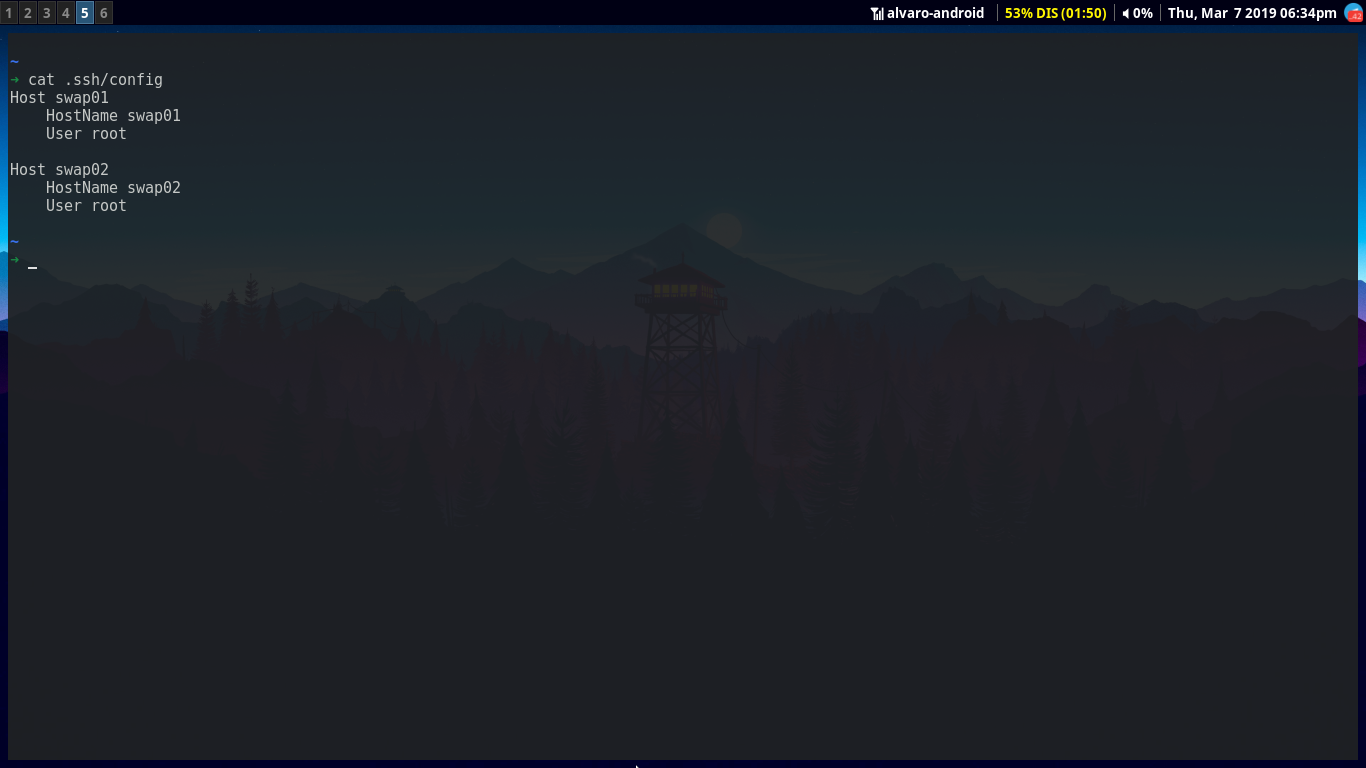 1 2 3 4 5 6 alvaro-android 53% DIS (01:50) 0% Thu, Mar 7 2019 06:34pm 42
~
➜ cat .ssh/config
Host swap01
    HostName swap01
    User root

Host swap02
    HostName swap02
    User root

~
➜ _